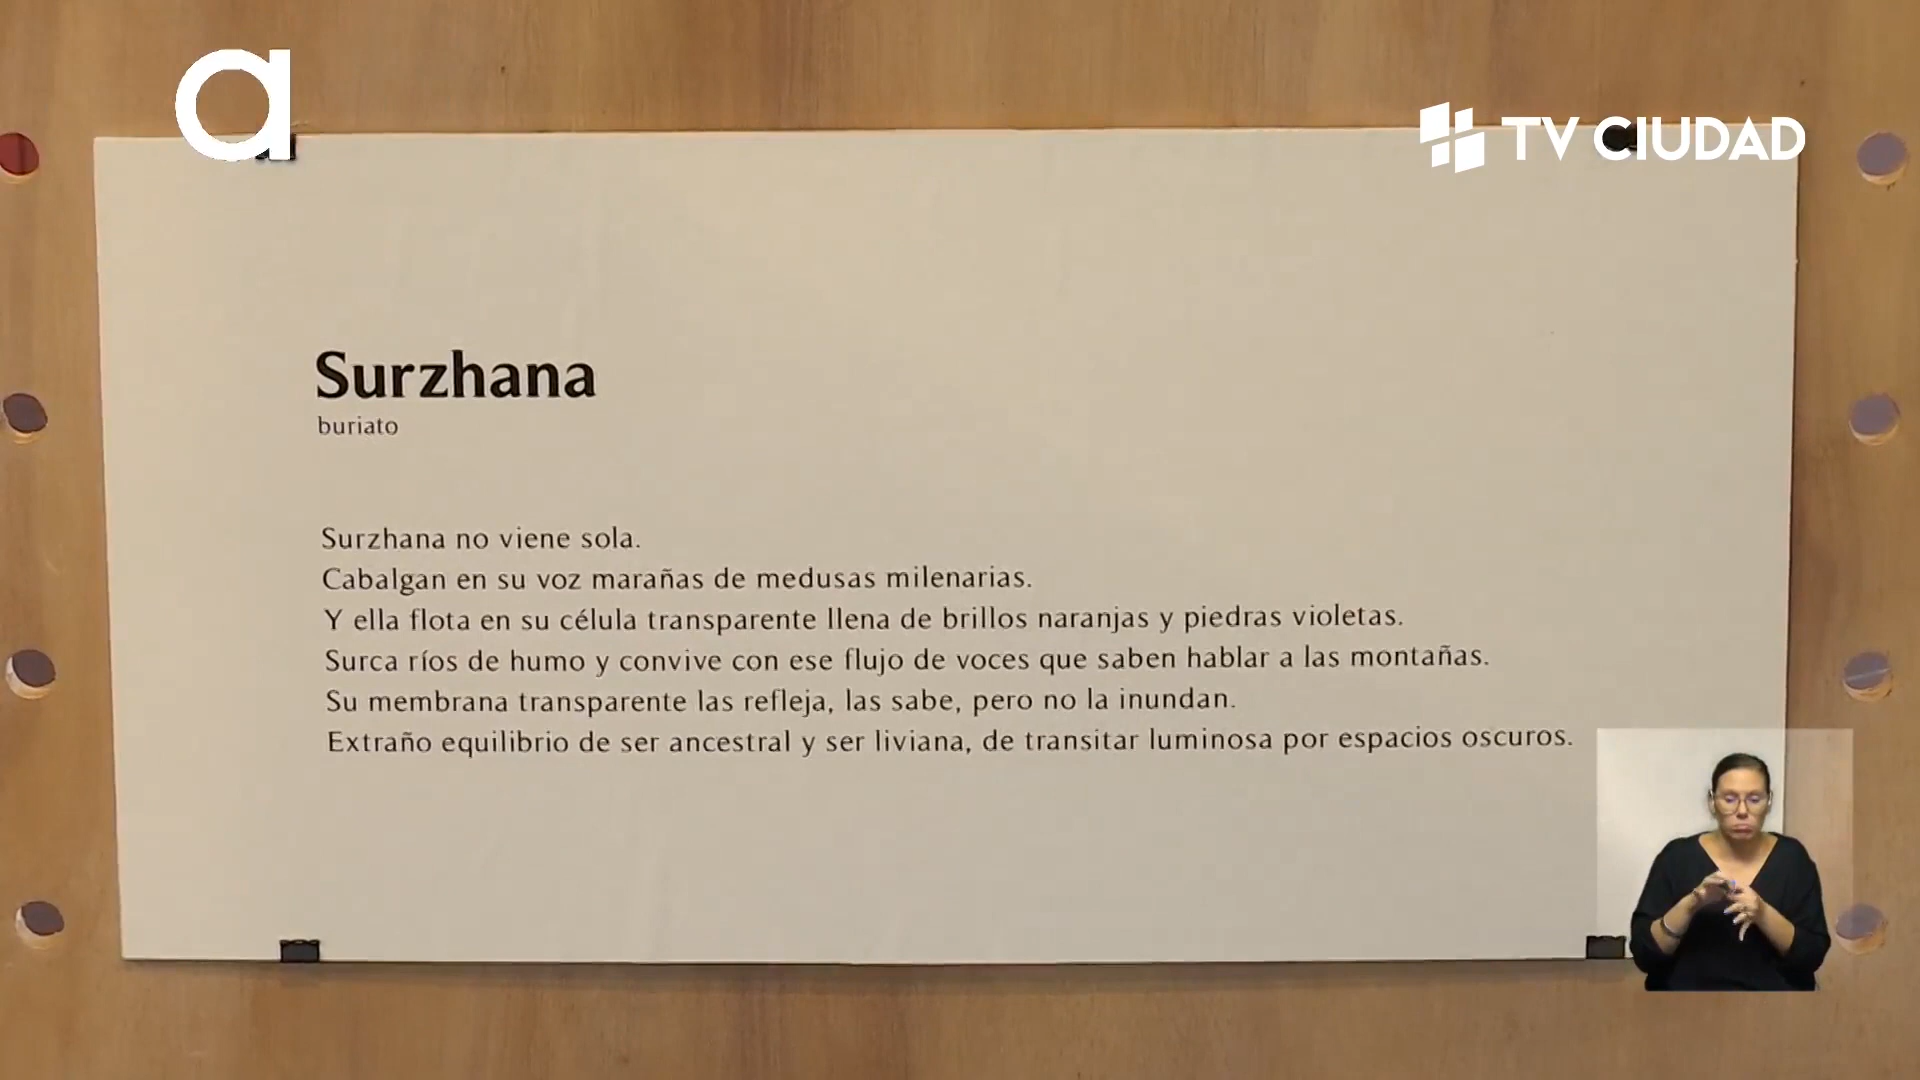 a
TV CIUDAD
Surzhana
buriato
Surzhana no viene sola.
Cabalgan en su voz marañas de medusas milenarias.
Y ella flota en su célula transparente llena de brillos naranjas y piedras violetas.
Surca ríos de humo y convive con ese flujo de voces que saben hablar a las montañas.
Su membrana transparente las refleja, las sabe, pero no la inundan.
Extraño equilibrio de ser ancestral y ser liviana, de transitar luminosa por espacios oscuros.